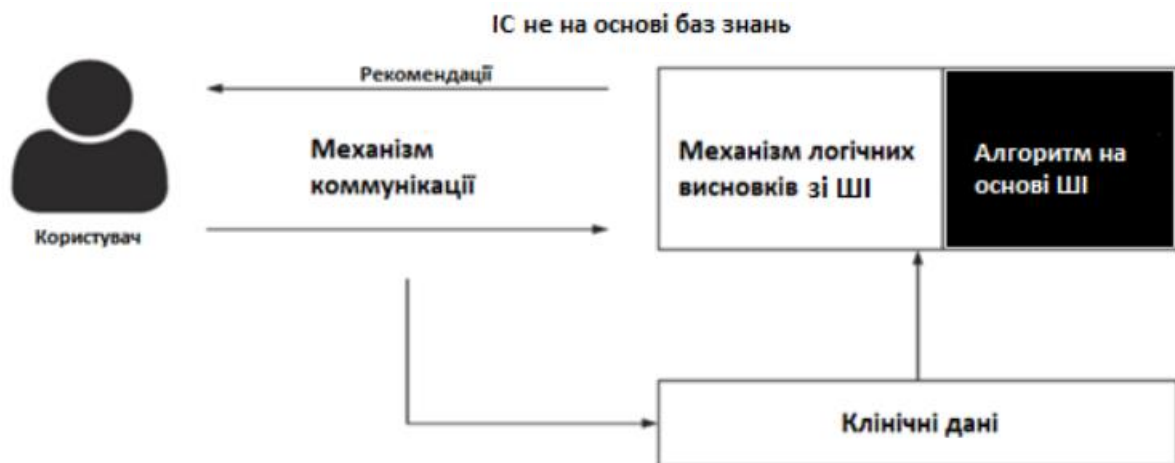 ІС не на основі баз знань
Рекомендації
Механізм
коммунікації
Користувач
Механізм логічних
висновків зі ШІ
Алгоритм на
основі ШІ
Клінічні дані